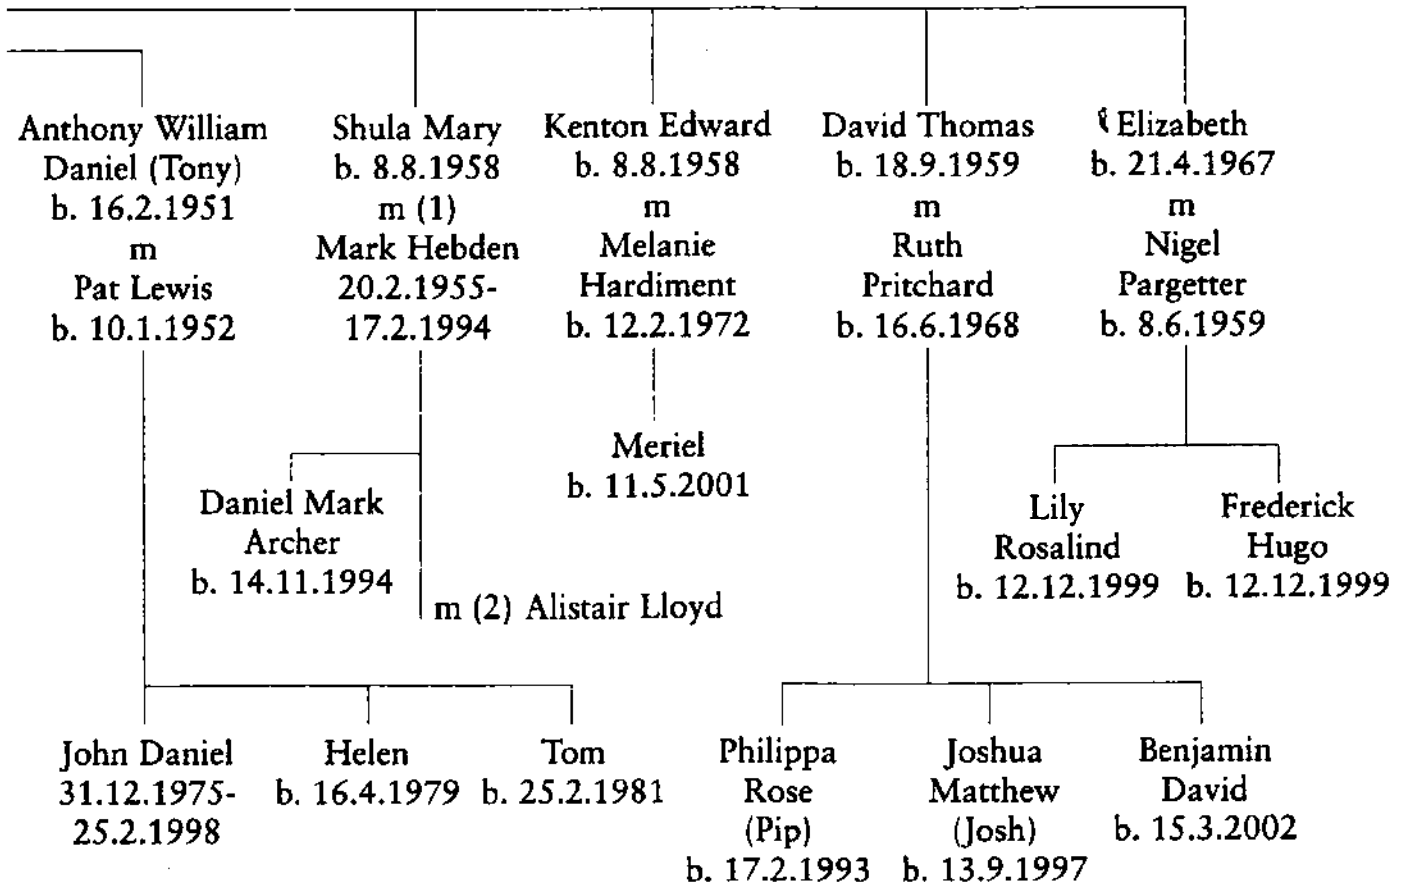 Anthony William
Daniel (Tony)
b. 16.2.1951
m
Pat Lewis
b. 10.1.1952
Shula Mary
b. 8.8.1958
m (1)
Mark Hebden
20.2.1955-
17.2.1994
Kenton Edward
b. 8.8.1958
m
Melanie
Hardiment
b. 12.2.1972
David Thomas
b. 18.9.1959
m
Ruth
Pritchard
b. 16.6.1968
Elizabeth
b. 21.4.1967
m
Nigel
Pargetter
b. 8.6.1959
Daniel Mark
Archer
b. 14.11.1994
m (2) Alistair Lloyd
Meriel
b. 11.5.2001
Lily
Rosalind
b. 12.12.1999
Frederick
Hugo
b. 12.12.1999
John Daniel
31.12.1975-
25.2.1998
Helen
b. 16.4.1979
Tom
b. 25.2.1981
Philippa
Rose
(Pip)
b. 17.2.1993
Joshua
Matthew
(Josh)
b. 13.9.1997
Benjamin
David
b. 15.3.2002